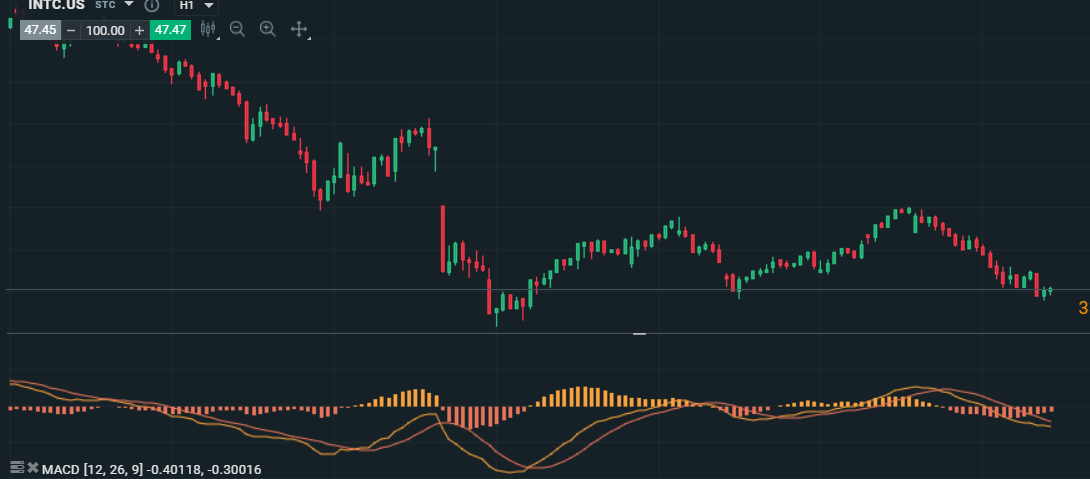 INTC.US STC H1
47.45 – 100.00 + 47.47
3
MACD [12, 26, 9] -0.40118, -0.30016